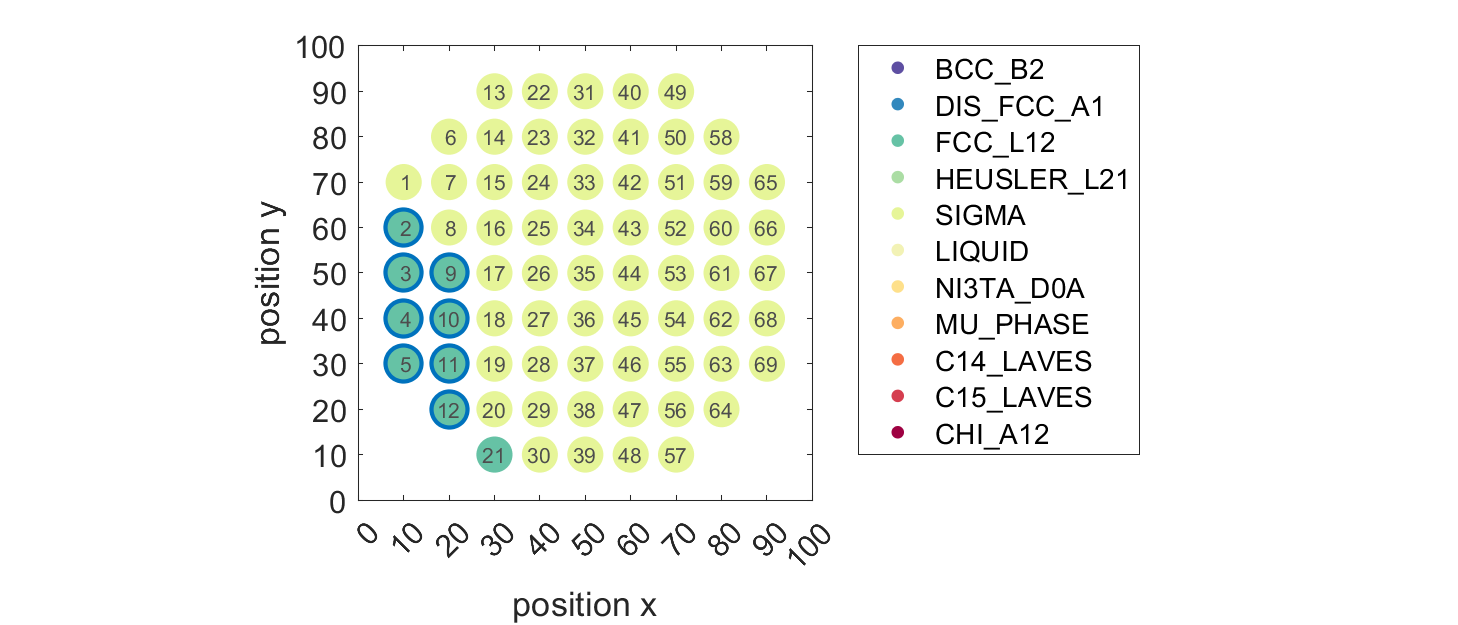 100
90
80
70
60
50
40
30
20
10
0
position y
13 22 31 40 49
6 14 23 32 41 50 58
1 7 15 24 33 42 51 59 65
2 8 16 25 34 43 52 60 66
3 9 17 26 35 44 53 61 67
4 10 18 27 36 45 54 62 68
5 11 19 28 37 46 55 63 69
12 20 29 38 47 56 64
21 30 39 48 57
0 10 20 30 40 50 60 70 80 90 100
position x
BCC_B2
DIS_FCC_A1
FCC_L12
HEUSLER_L21
SIGMA
LIQUID
NI3TA_D0A
MU_PHASE
C14_LAVES
C15_LAVES
CHI_A12